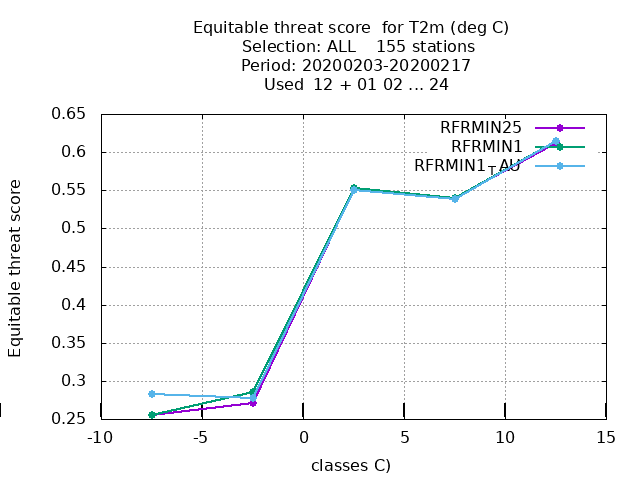 Equitable threat score  for T2m (deg C)
Selection: ALL    155 stations
Period: 20200203-20200217
Used  12 + 01 02 ... 24
0.65
0.6
0.55
0.5
0.45
0.4
0.35
0.3
0.25
Equitable threat score
RFRMIN25
RFRMIN1
RFRMIN1┬AU
-10
-5
0
5
10
15
classes C)